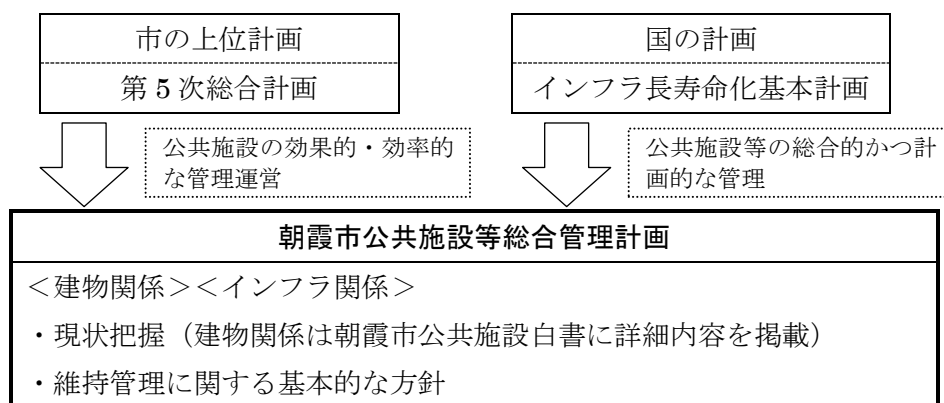 市の上位計画
第5次総合計画
国の計画
インフラ長寿命化基本計画
公共施設の効果的・効率的
な管理運営
公共施設等の総合的かつ計
画的な管理
朝霞市公共施設等総合管理計画
＜建物関係＞＜インフラ関係＞
・現状把握（建物関係は朝霞市公共施設白書に詳細内容を掲載）
・維持管理に関する基本的な方針